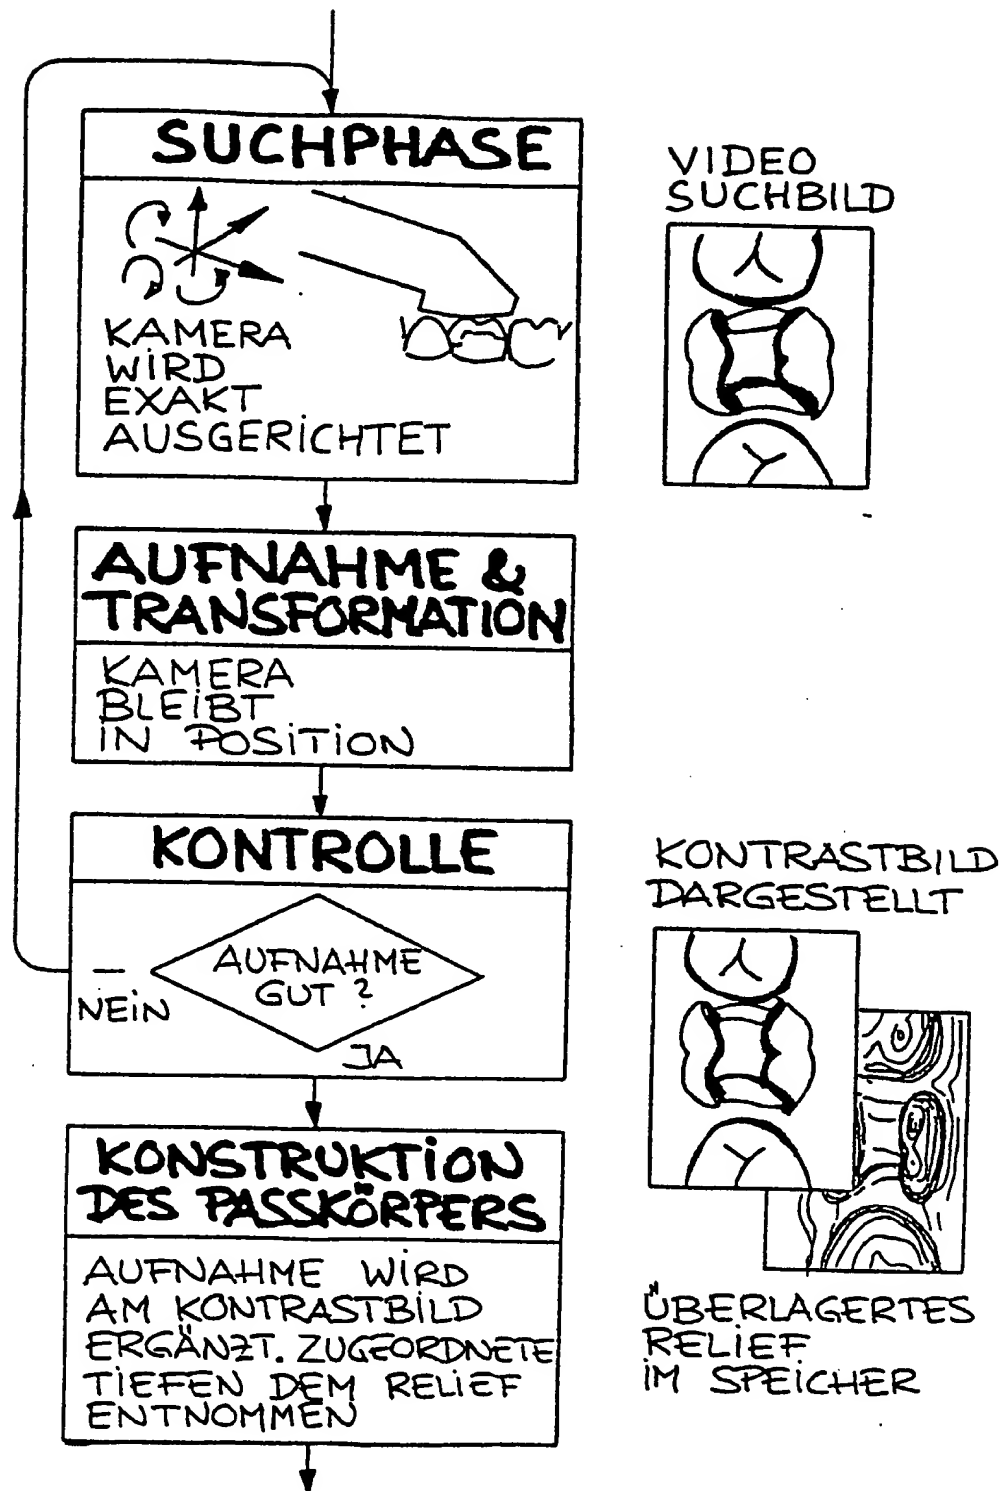 SUCHPHASE
KAMERA
WIRD
EXAKT
AUSGERICHTET
VIDEO
SUCHBILD
AUFNAHME &
TRANSFORMATION
KAMERA
BLEIBT
IN POSITION
KONTROLLE
AUFNAHME
GUT ?
NEIN
JA
KONTRASTBILD
DARGESTELLT
KONSTRUKTION
DES PASSKÖRPERS
AUFNAHME WIRD
AM KONTRASTBILD
ERGÄNZT. ZUGEORDNETE
TIEFEN DEM RELIEF
ENTNOMMEN
ÜBERLAGERTES
RELIEF
IM SPEICHER